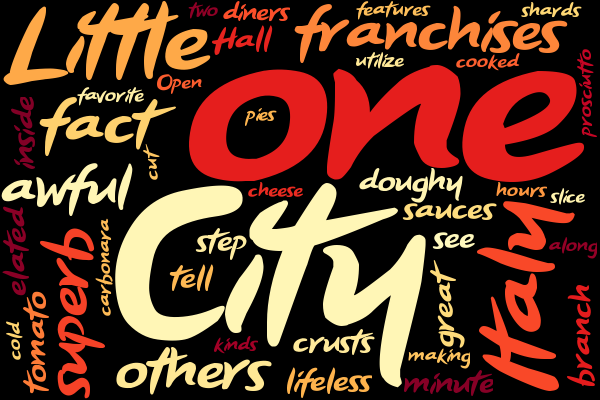 Little
two
diners
Hall
features
shards
franchises
utilize
cooked
prosciutto
Open
favorite
fact
inside
cut
one
pies
awful
cheese
doughy
hours
slice
sauces
City
step
tell
see
Italy
along
elated
superb
carbonara
great
cold
tomato
kinds
crusts
making
branch
others
lifeless
minute